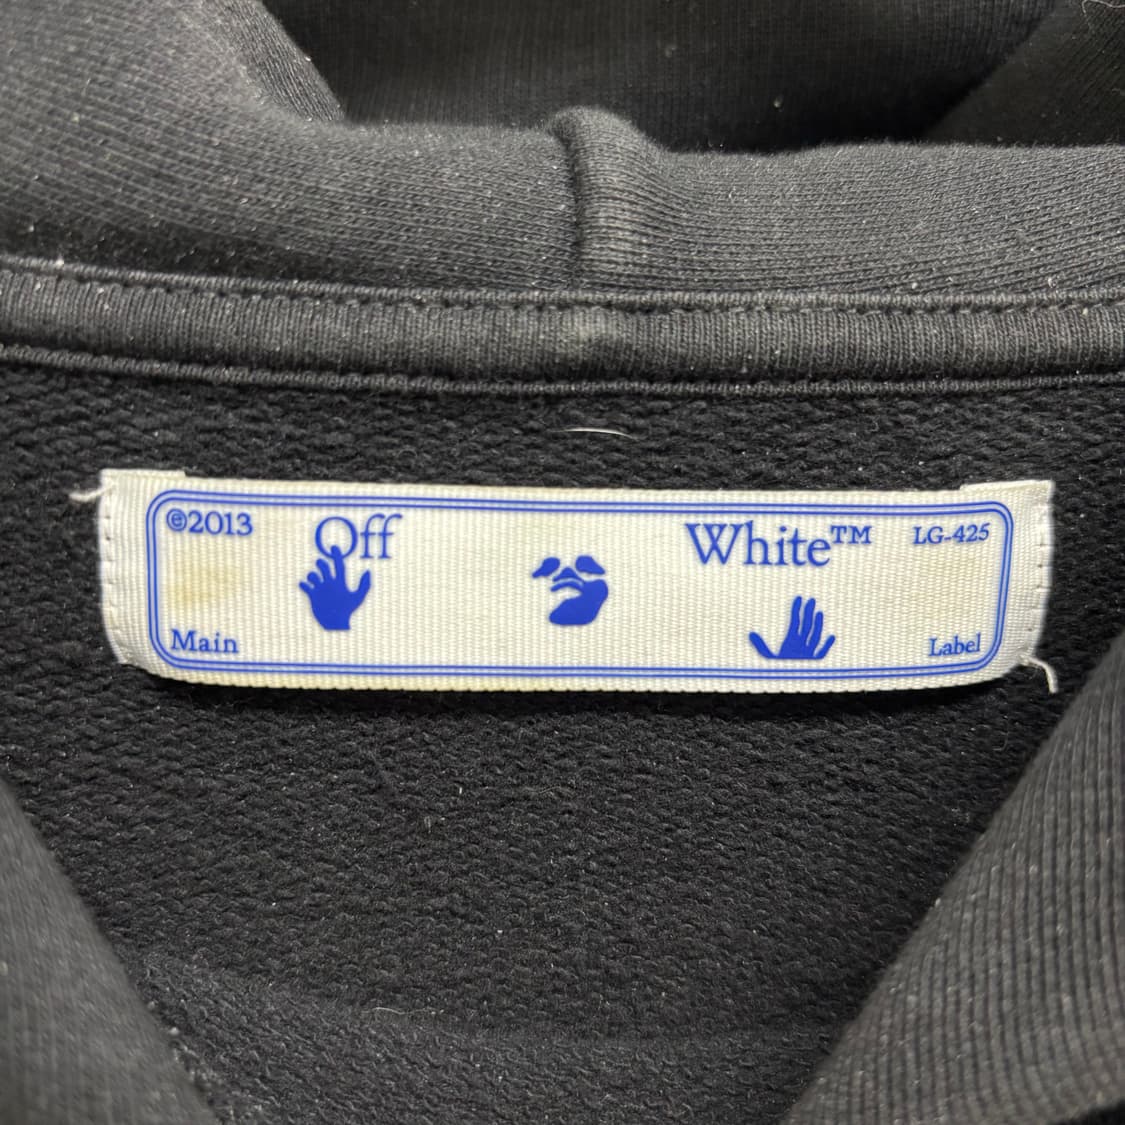 ©2013 Off White™ LG-425
Main Label